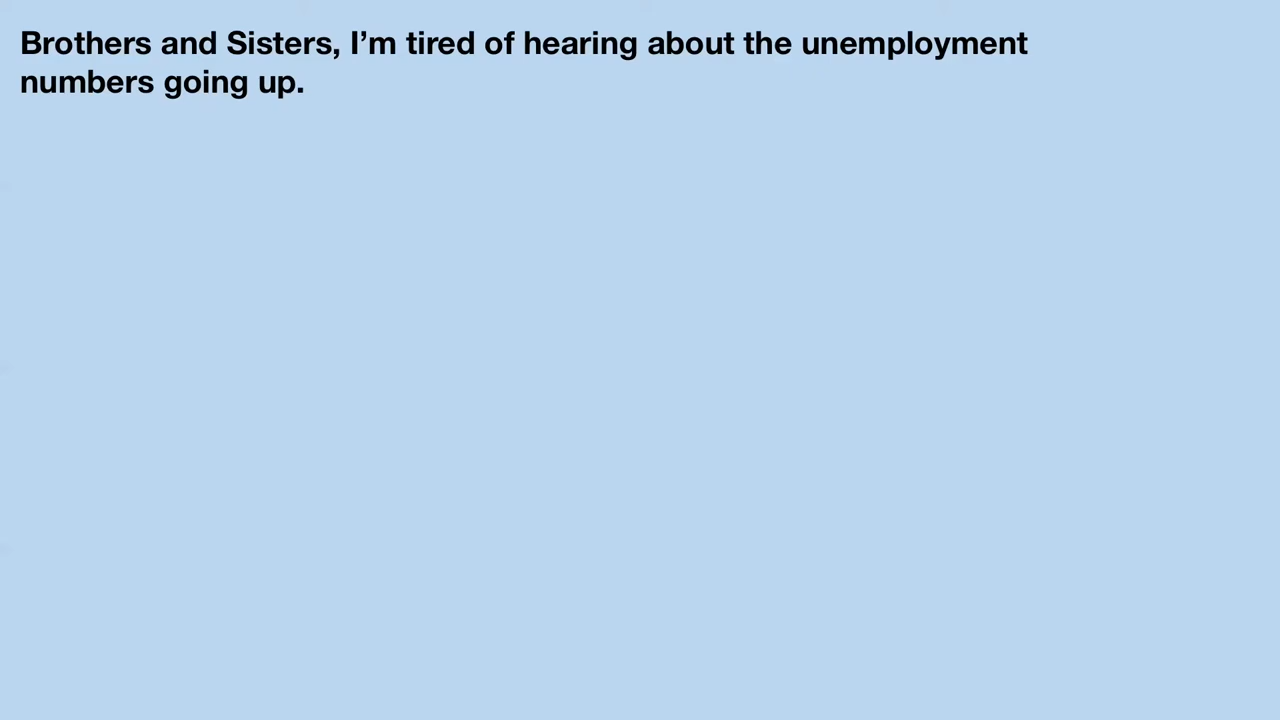 Brothers and Sisters, I’m tired of hearing about the unemployment
numbers going up.